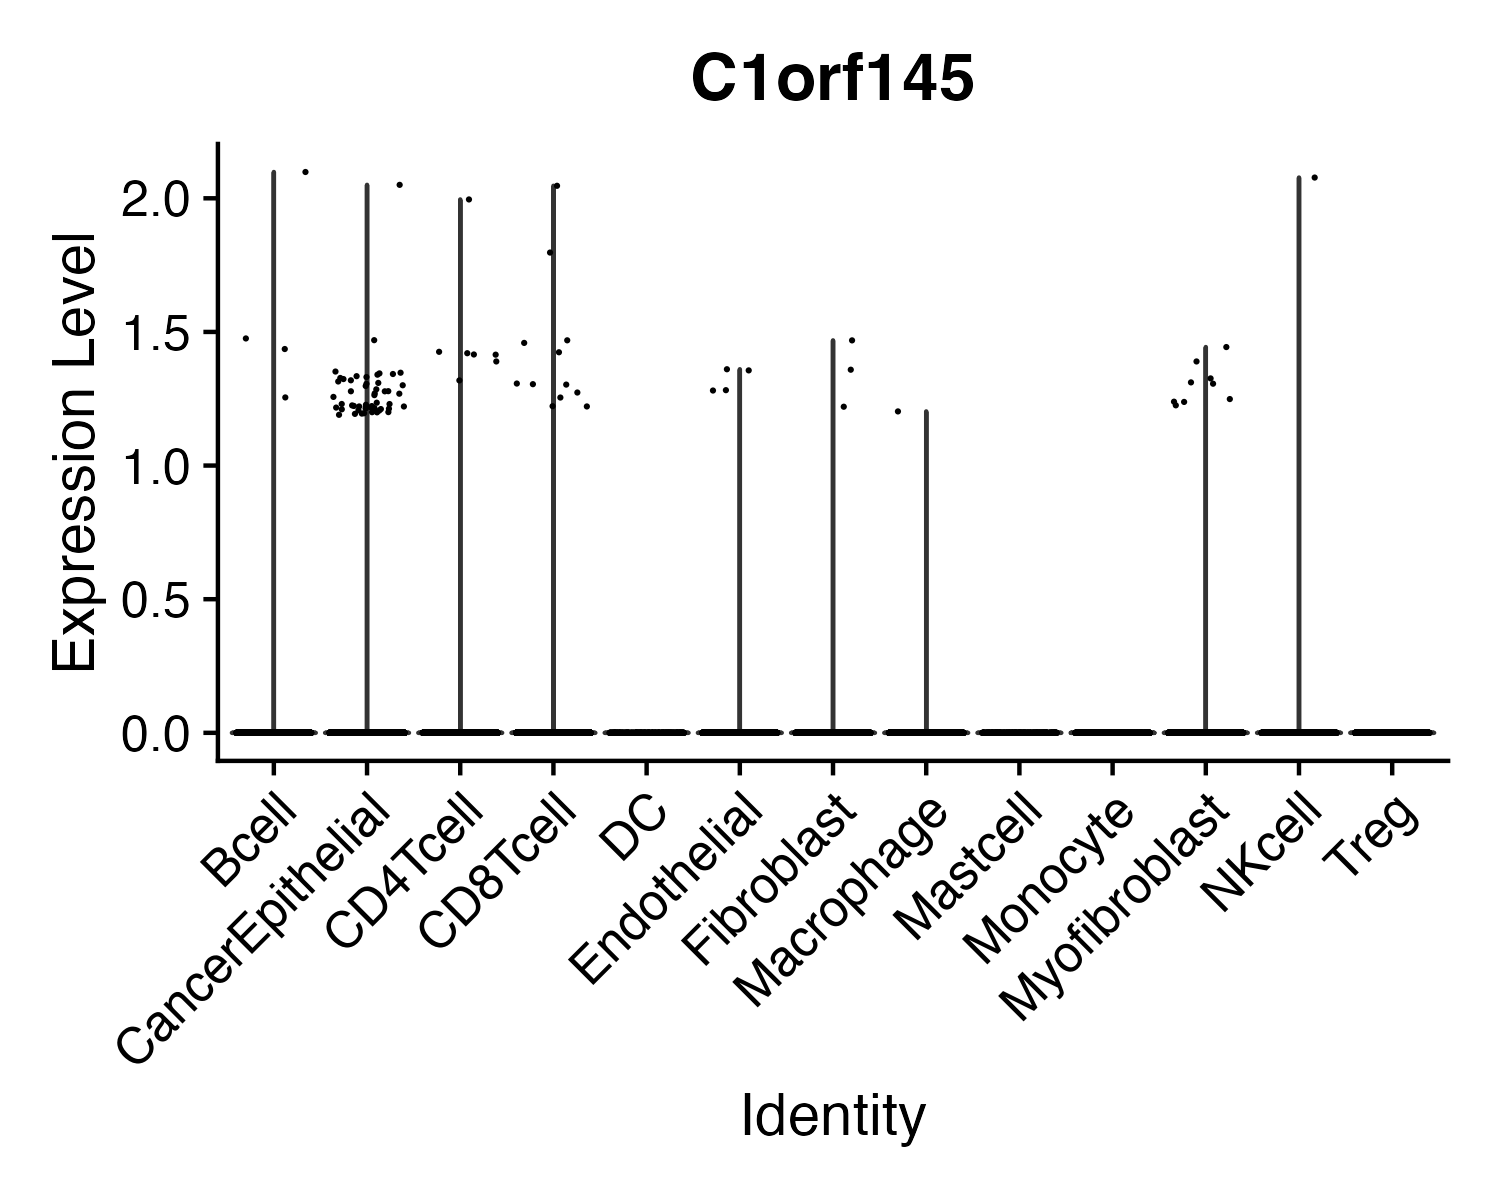 C1orf145
Expression Level
2.0
1.5
1.0
0.5
0.0
Bcell
CancerEpithelial
CD4Tcell
CD8Tcell
DC
Endothelial
Fibroblast
Macrophage
Mastcell
Monocyte
Myofibroblast
NKcell
Treg
Identity